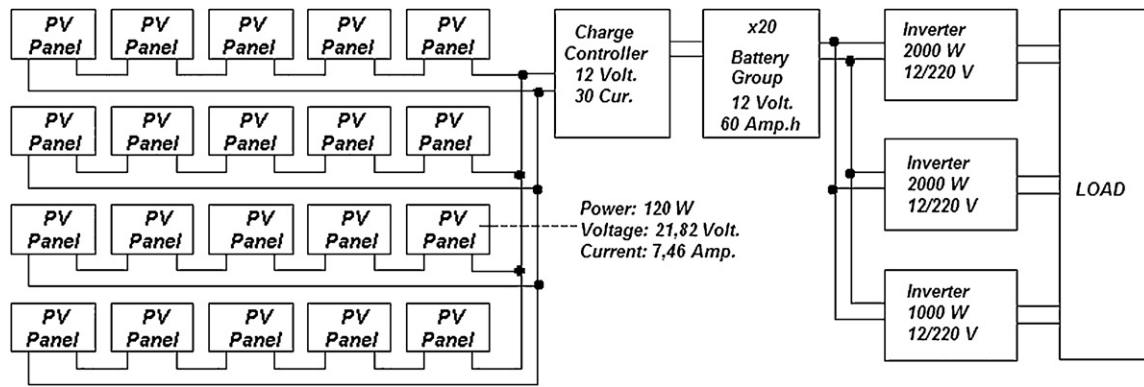 PV
Panel
PV
Panel
PV
Panel
PV
Panel
PV
Panel
Charge
Controller
12 Volt.
30 Cur.
x20
Battery
Group
12 Volt.
60 Amp.h
Inverter
2000 W
12/220 V
PV
Panel
PV
Panel
PV
Panel
PV
Panel
PV
Panel
Inverter
2000 W
12/220 V
LOAD
PV
Panel
PV
Panel
PV
Panel
PV
Panel
PV
Panel
Power: 120 W
Voltage: 21,82 Volt.
Current: 7,46 Amp.
Inverter
1000 W
12/220 V
PV
Panel
PV
Panel
PV
Panel
PV
Panel
PV
Panel